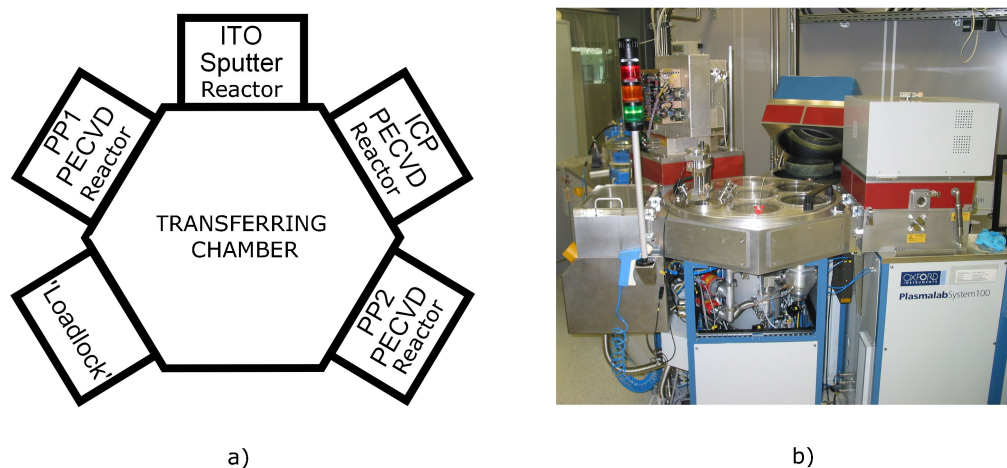 ITO
Sputter
Reactor
PP1
PECVD
Reactor
ICP
PECVD
Reactor
TRANSFERRING
CHAMBER
'Loadlock'
PP2
PECVD
Reactor
OXFORD
INSTRUMENTS
PlasmalabSystem100
a)
b)